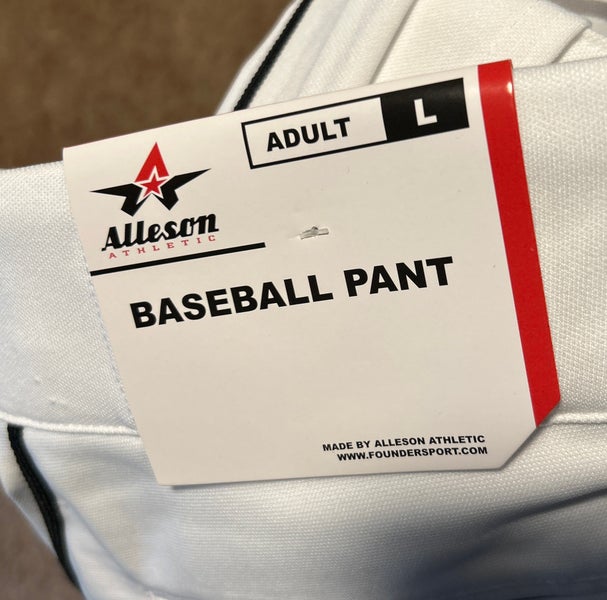 ADULT L
Alleson
ATHLETIC
BASEBALL PANT
MADE BY ALLESON ATHLETIC
WWW.FOUNDERSPORT.COM